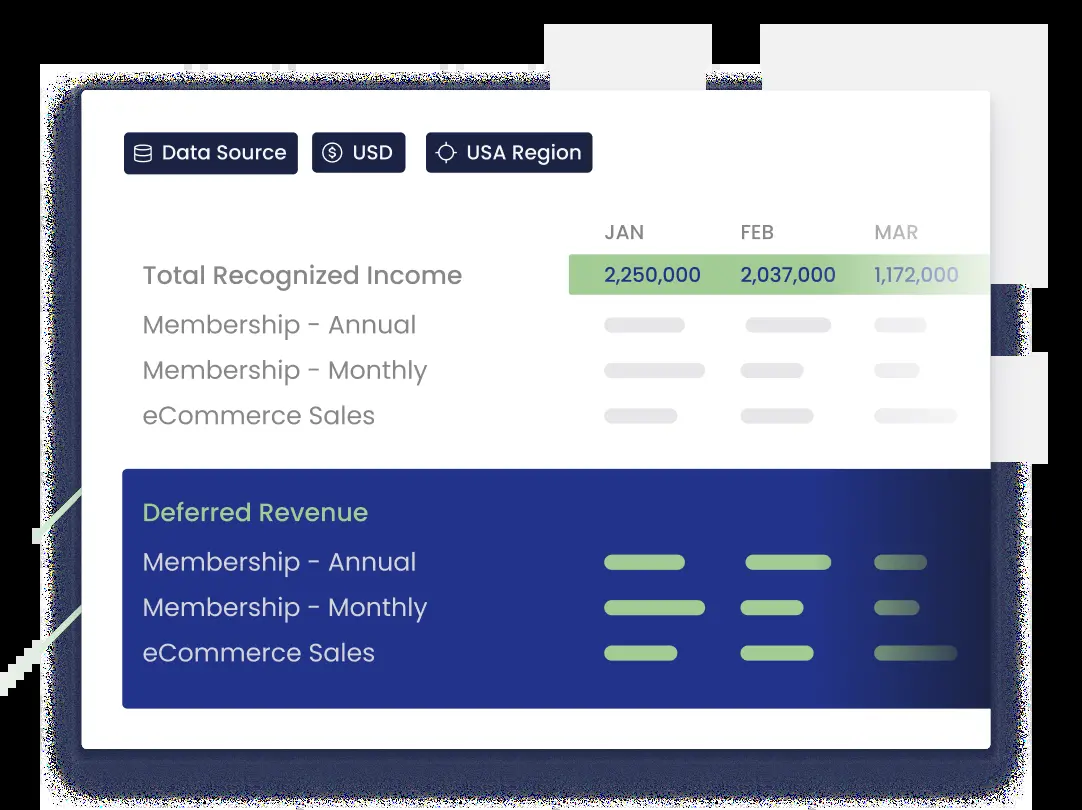 Data Source USD USA Region
JAN FEB MAR
Total Recognized Income 2,250,000 2,037,000 1,172,000
Membership - Annual
Membership - Monthly
eCommerce Sales
Deferred Revenue
Membership - Annual
Membership - Monthly
eCommerce Sales